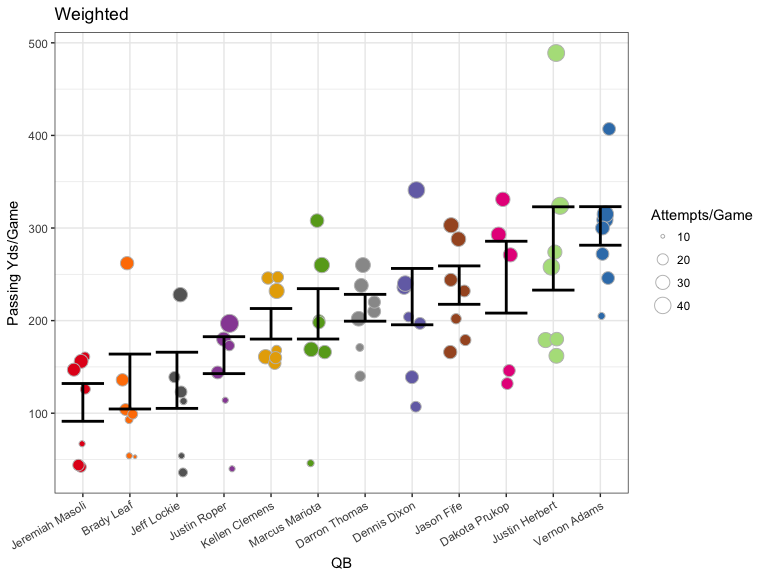 Weighted
500
400
300
200
100
Passing Yds/Game
Jeremiah Masoli
Brady Leaf
Jeff Lockie
Justin Roper
Kellen Clemens
Marcus Mariota
Darron Thomas
Dennis Dixon
Jason Fife
Dakota Prukop
Justin Herbert
Vernon Adams
QB
Attempts/Game
10
20
30
40